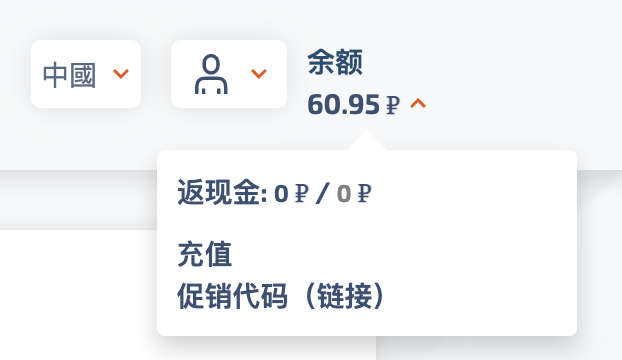 中國
余额
60.95 ₽
返现金: 0 ₽ / 0 ₽
充值
促销代码（链接）